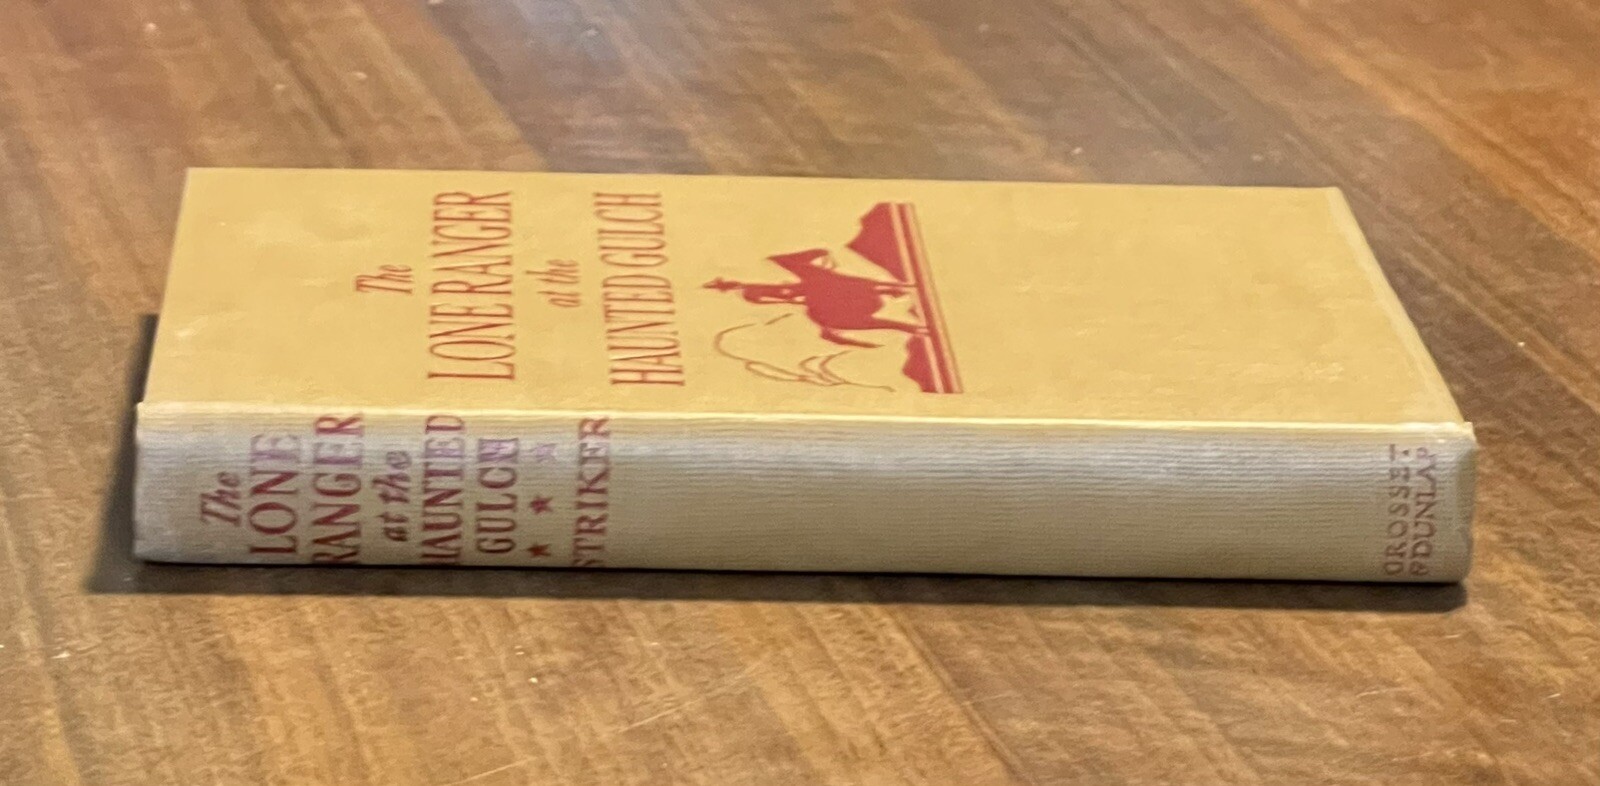 The
LONE RANGER
at the
HAUNTED GULCH
The
LONE
RANGER
at the
HAUNTED
GULCH
STRIKER
GROSSET
& DUNLAP